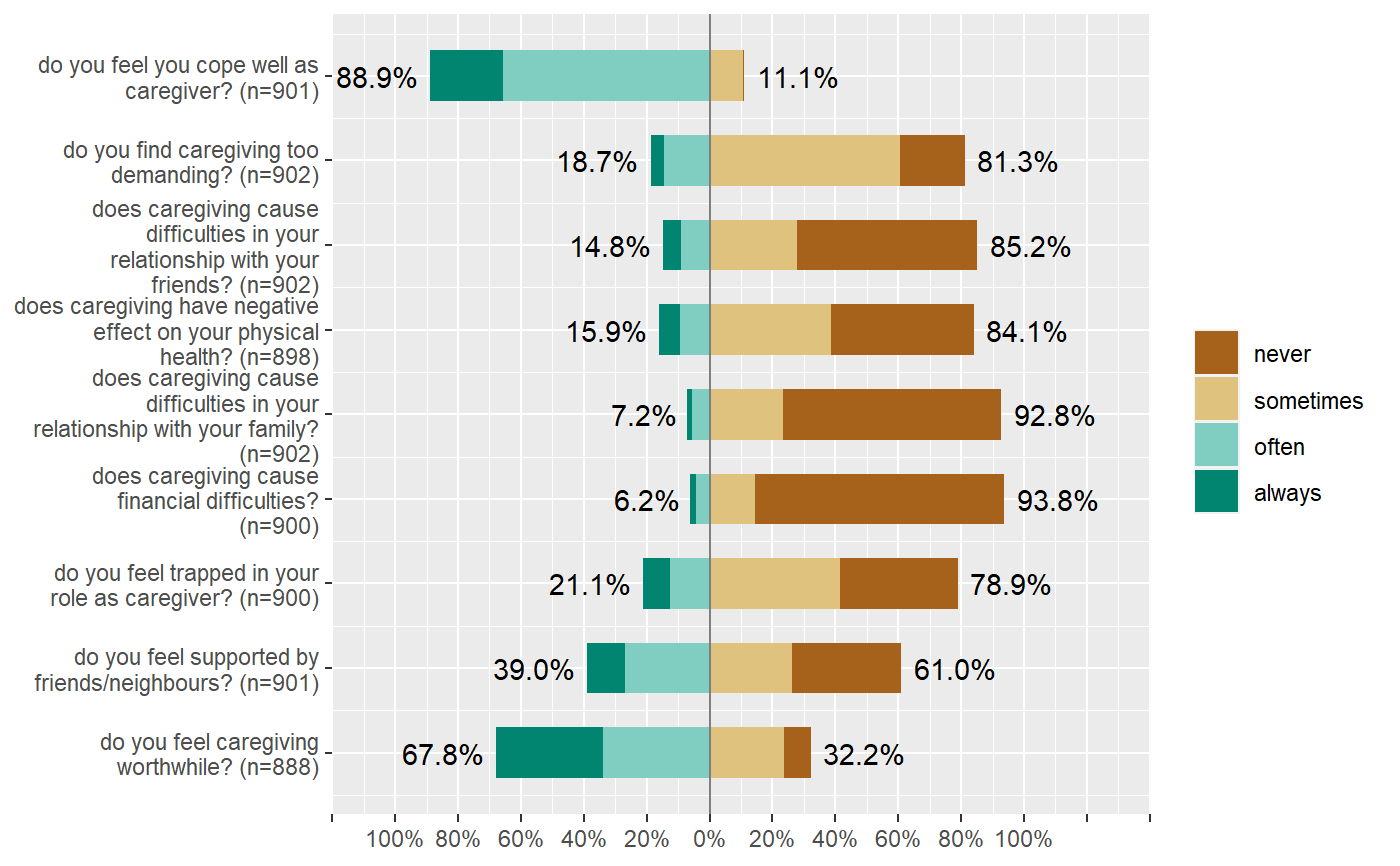 do you feel you cope well as
caregiver? (n=901)
88.9%
11.1%
do you find caregiving too
demanding? (n=902)
18.7%
81.3%
does caregiving cause
difficulties in your
relationship with your
friends? (n=902)
14.8%
85.2%
does caregiving have negative
effect on your physical
health? (n=898)
15.9%
84.1%
does caregiving cause
difficulties in your
relationship with your family?
(n=902)
7.2%
92.8%
does caregiving cause
financial difficulties?
(n=900)
6.2%
93.8%
do you feel trapped in your
role as caregiver? (n=900)
21.1%
78.9%
do you feel supported by
friends/neighbours? (n=901)
39.0%
61.0%
do you feel caregiving
worthwhile? (n=888)
67.8%
32.2%
100% 80% 60% 40% 20% 0% 20% 40% 60% 80% 100%
never
sometimes
often
always